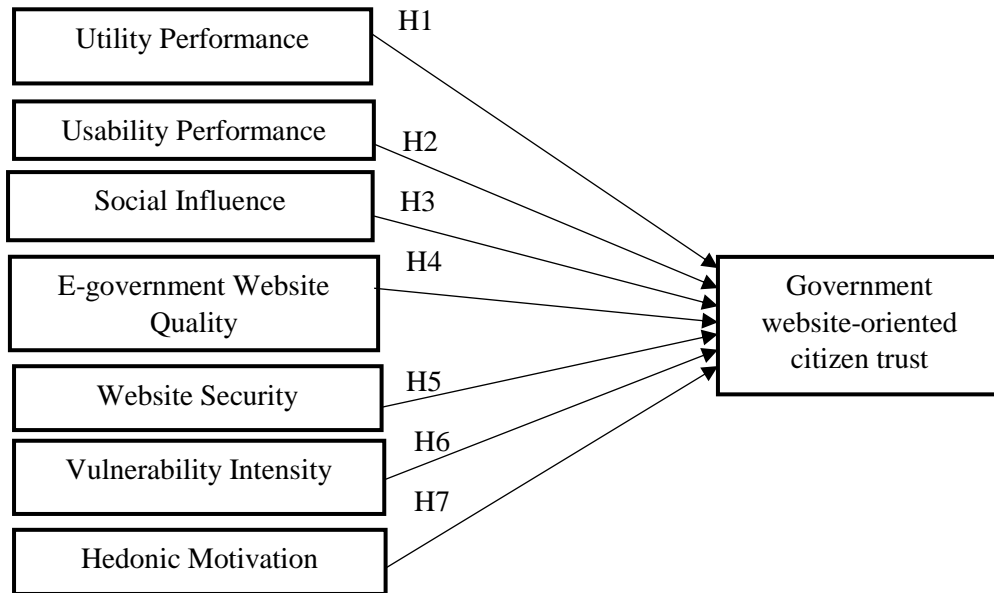 Utility Performance
H1
Usability Performance
H2
Social Influence
H3
E-government Website
Quality
H4
Website Security
H5
Vulnerability Intensity
H6
Hedonic Motivation
H7
Government
website-oriented
citizen trust